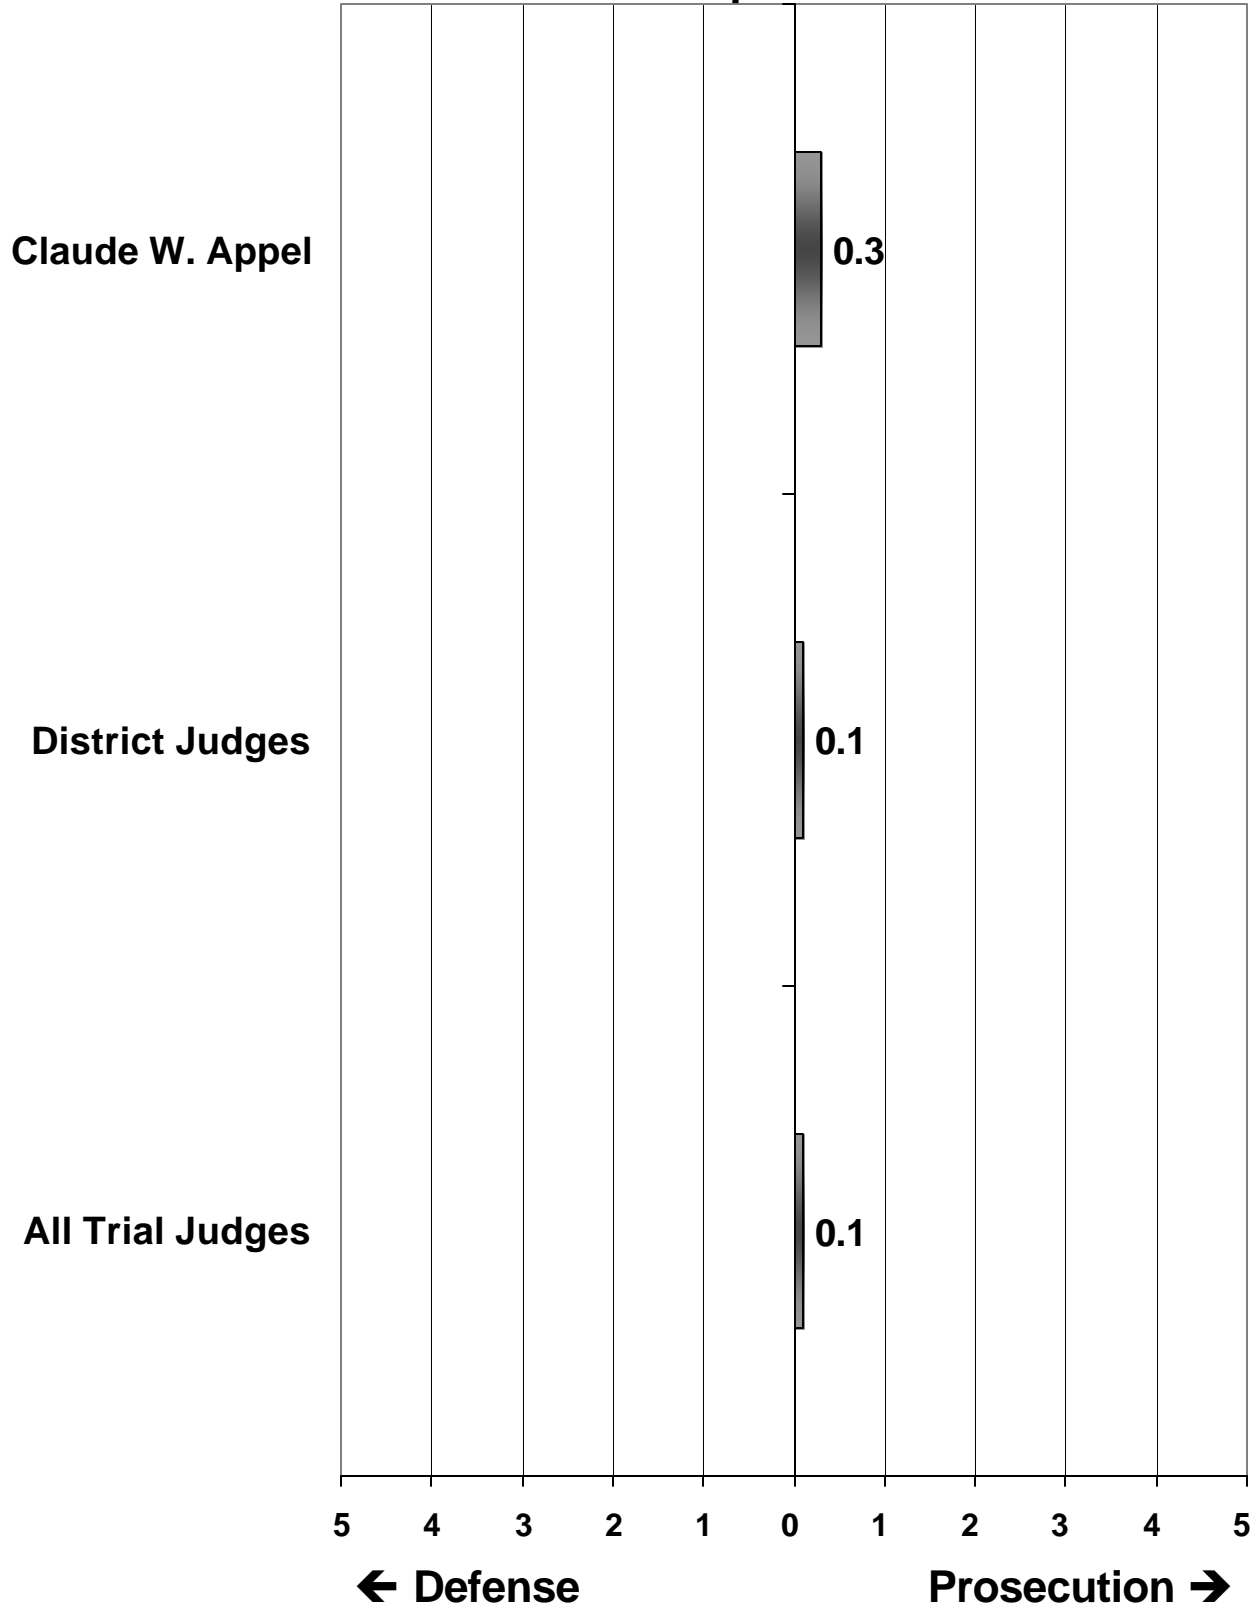 Claude W. Appel 0.3
District Judges 0.1
All Trial Judges 0.1
5 4 3 2 1 0 1 2 3 4 5
← Defense Prosecution →